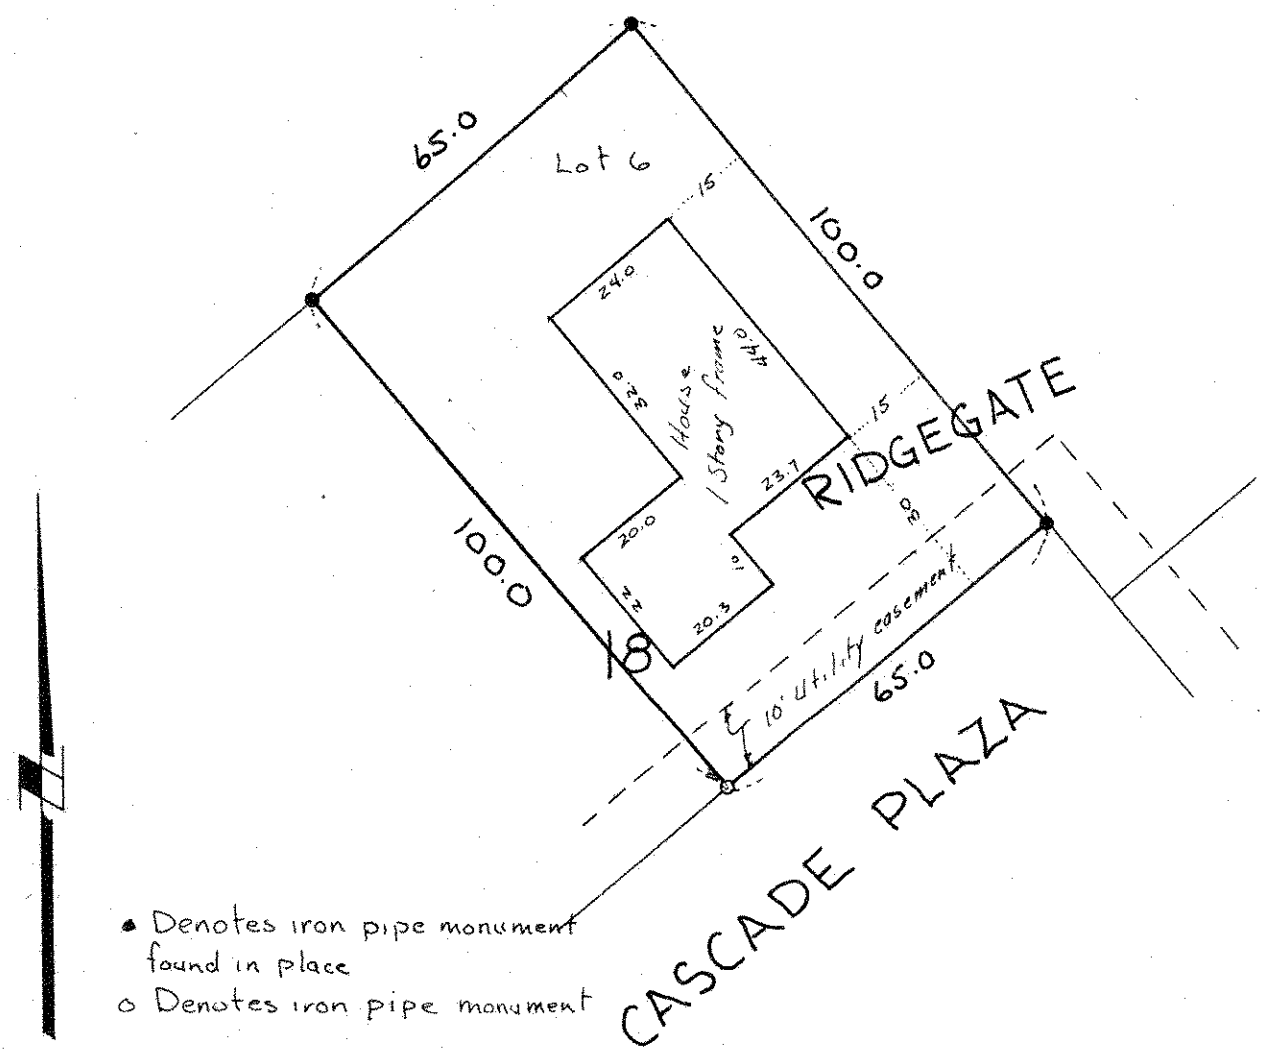 65.0
Lot 6
15
100.0
24.0
44.0
32.0
House
1 Story frame
15
RIDGEGATE
23.7
30
20.0
100.0
10
22
20.3
18
10' Utility easement
65.0
CASCADE PLAZA
● Denotes iron pipe monument
found in place
○ Denotes iron pipe monument